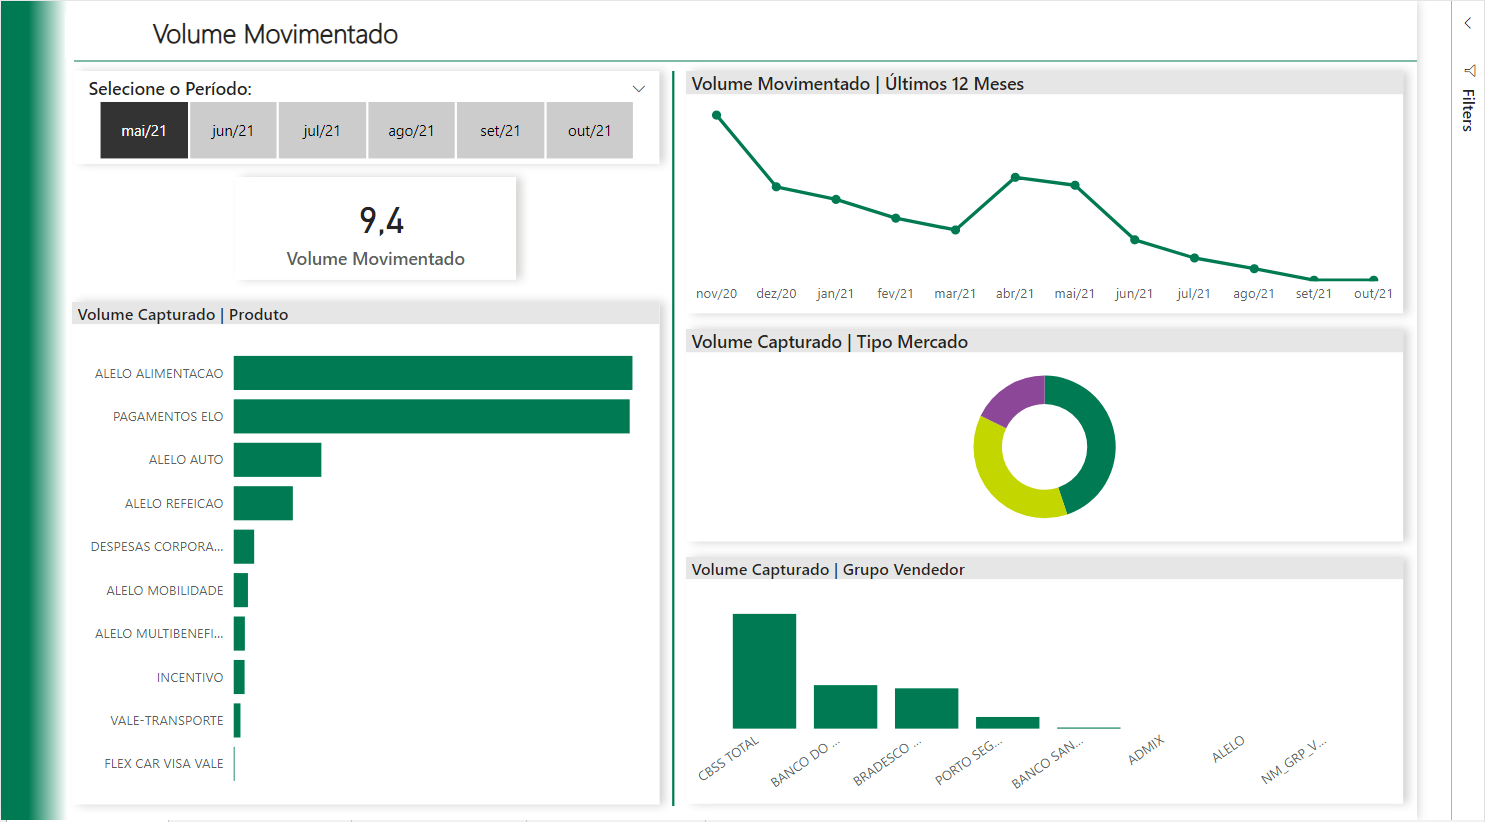 Volume Movimentado
Selecione o Período:
mai/21 jun/21 jul/21 ago/21 set/21 out/21
9,4
Volume Movimentado
Volume Capturado | Produto
ALELO ALIMENTACAO
PAGAMENTOS ELO
ALELO AUTO
ALELO REFEICAO
DESPESAS CORPORA...
ALELO MOBILIDADE
ALELO MULTIBENEFI...
INCENTIVO
VALE-TRANSPORTE
FLEX CAR VISA VALE
Volume Movimentado | Últimos 12 Meses
nov/20 dez/20 jan/21 fev/21 mar/21 abr/21 mai/21 jun/21 jul/21 ago/21 set/21 out/21
Volume Capturado | Tipo Mercado
Volume Capturado | Grupo Vendedor
CBSS TOTAL
BANCO DO ...
BRADESCO ...
PORTO SEG...
BANCO SAN...
ADMIX
ALELO
NM_GRP_V...
Filters